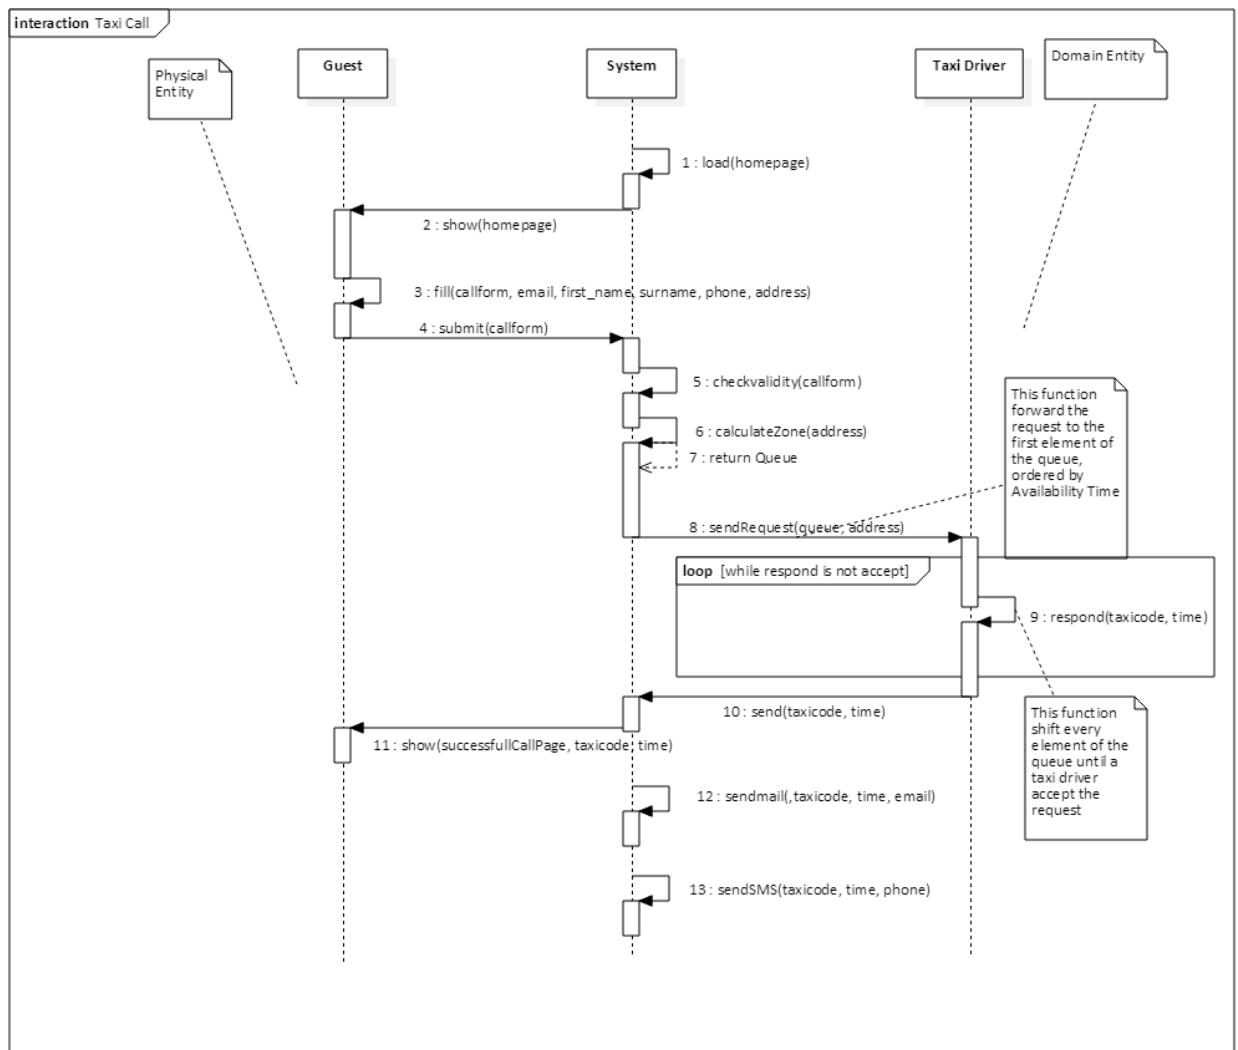 interaction Taxi Call
Physical
Entity
Guest
System
Taxi Driver
Domain Entity
1 : load(homepage)
2 : show(homepage)
3 : fill(callform, email, first_name, surname, phone, address)
4 : submit(callform)
5 : checkvalidity(callform)
6 : calculateZone(address)
7 : return Queue
This function
forward the
request to the
first element of
the queue,
ordered by
Availability Time
8 : sendRequest(queue, address)
loop [while respond is not accept]
9 : respond(taxicode, time)
10 : send(taxicode, time)
11 : show(successfullCallPage, taxicode, time)
This function
shift every
element of the
queue until a
taxi driver
accept the
request
12 : sendmail(,taxicode, time, email)
13 : sendSMS(taxicode, time, phone)